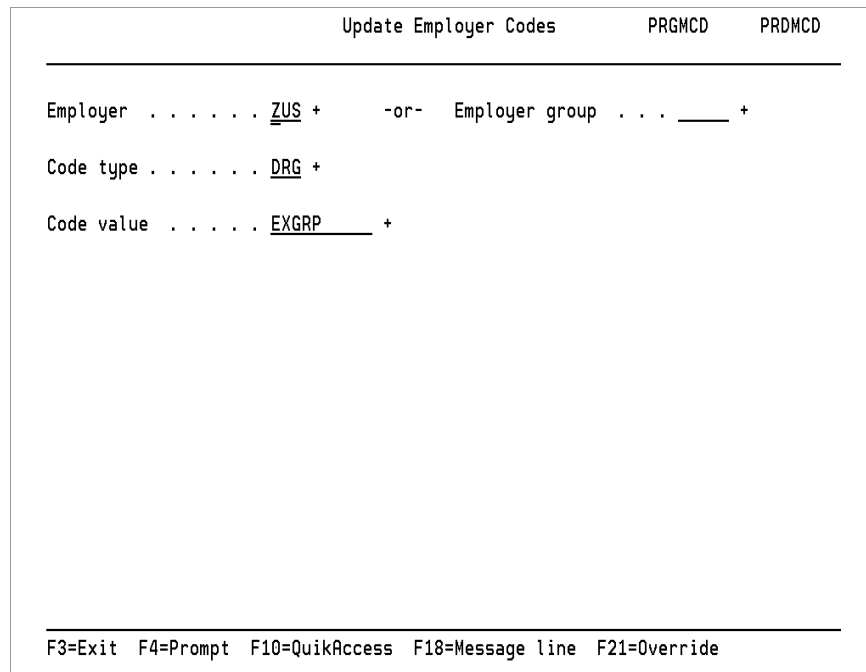 Update Employer Codes PRGMCD PRDMCD
Employer . . . . . . ZUS + -or- Employer group . . . _____ +
Code type . . . . . . DRG +
Code value . . . . . EXGRP_____ +
F3=Exit F4=Prompt F10=QuikAccess F18=Message line F21=Override